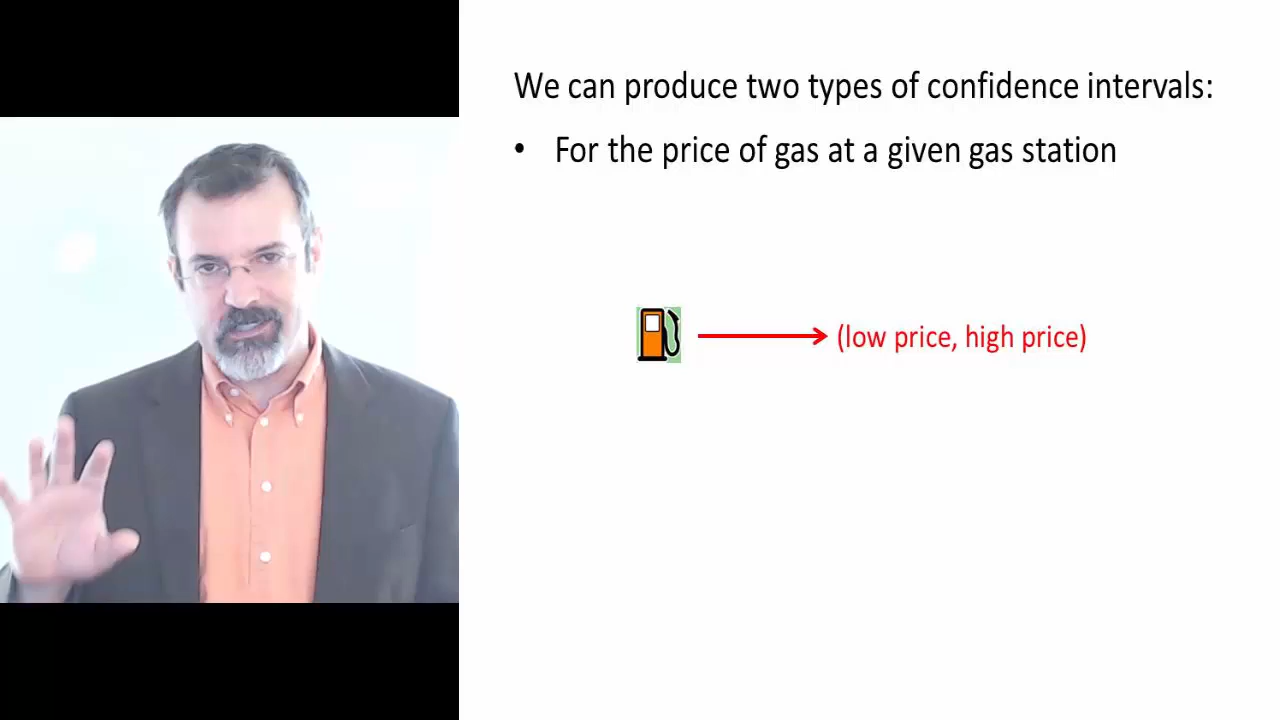 We can produce two types of confidence intervals:
• For the price of gas at a given gas station
(low price, high price)